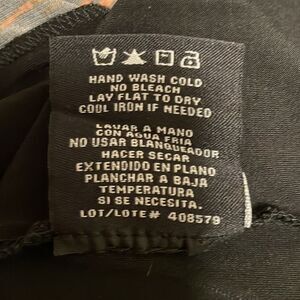 HAND WASH COLD
NO BLEACH
LAY FLAT TO DRY
COOL IRON IF NEEDED
LAVAR A MANO
CON AGUA FRIA
NO USAR BLANQUEADOR
HACER SECAR
EXTENDIDO EN PLANO
PLANCHAR A BAJA
TEMPERATURA
SI SE NECESITA.
LOT/LOTE# 408579